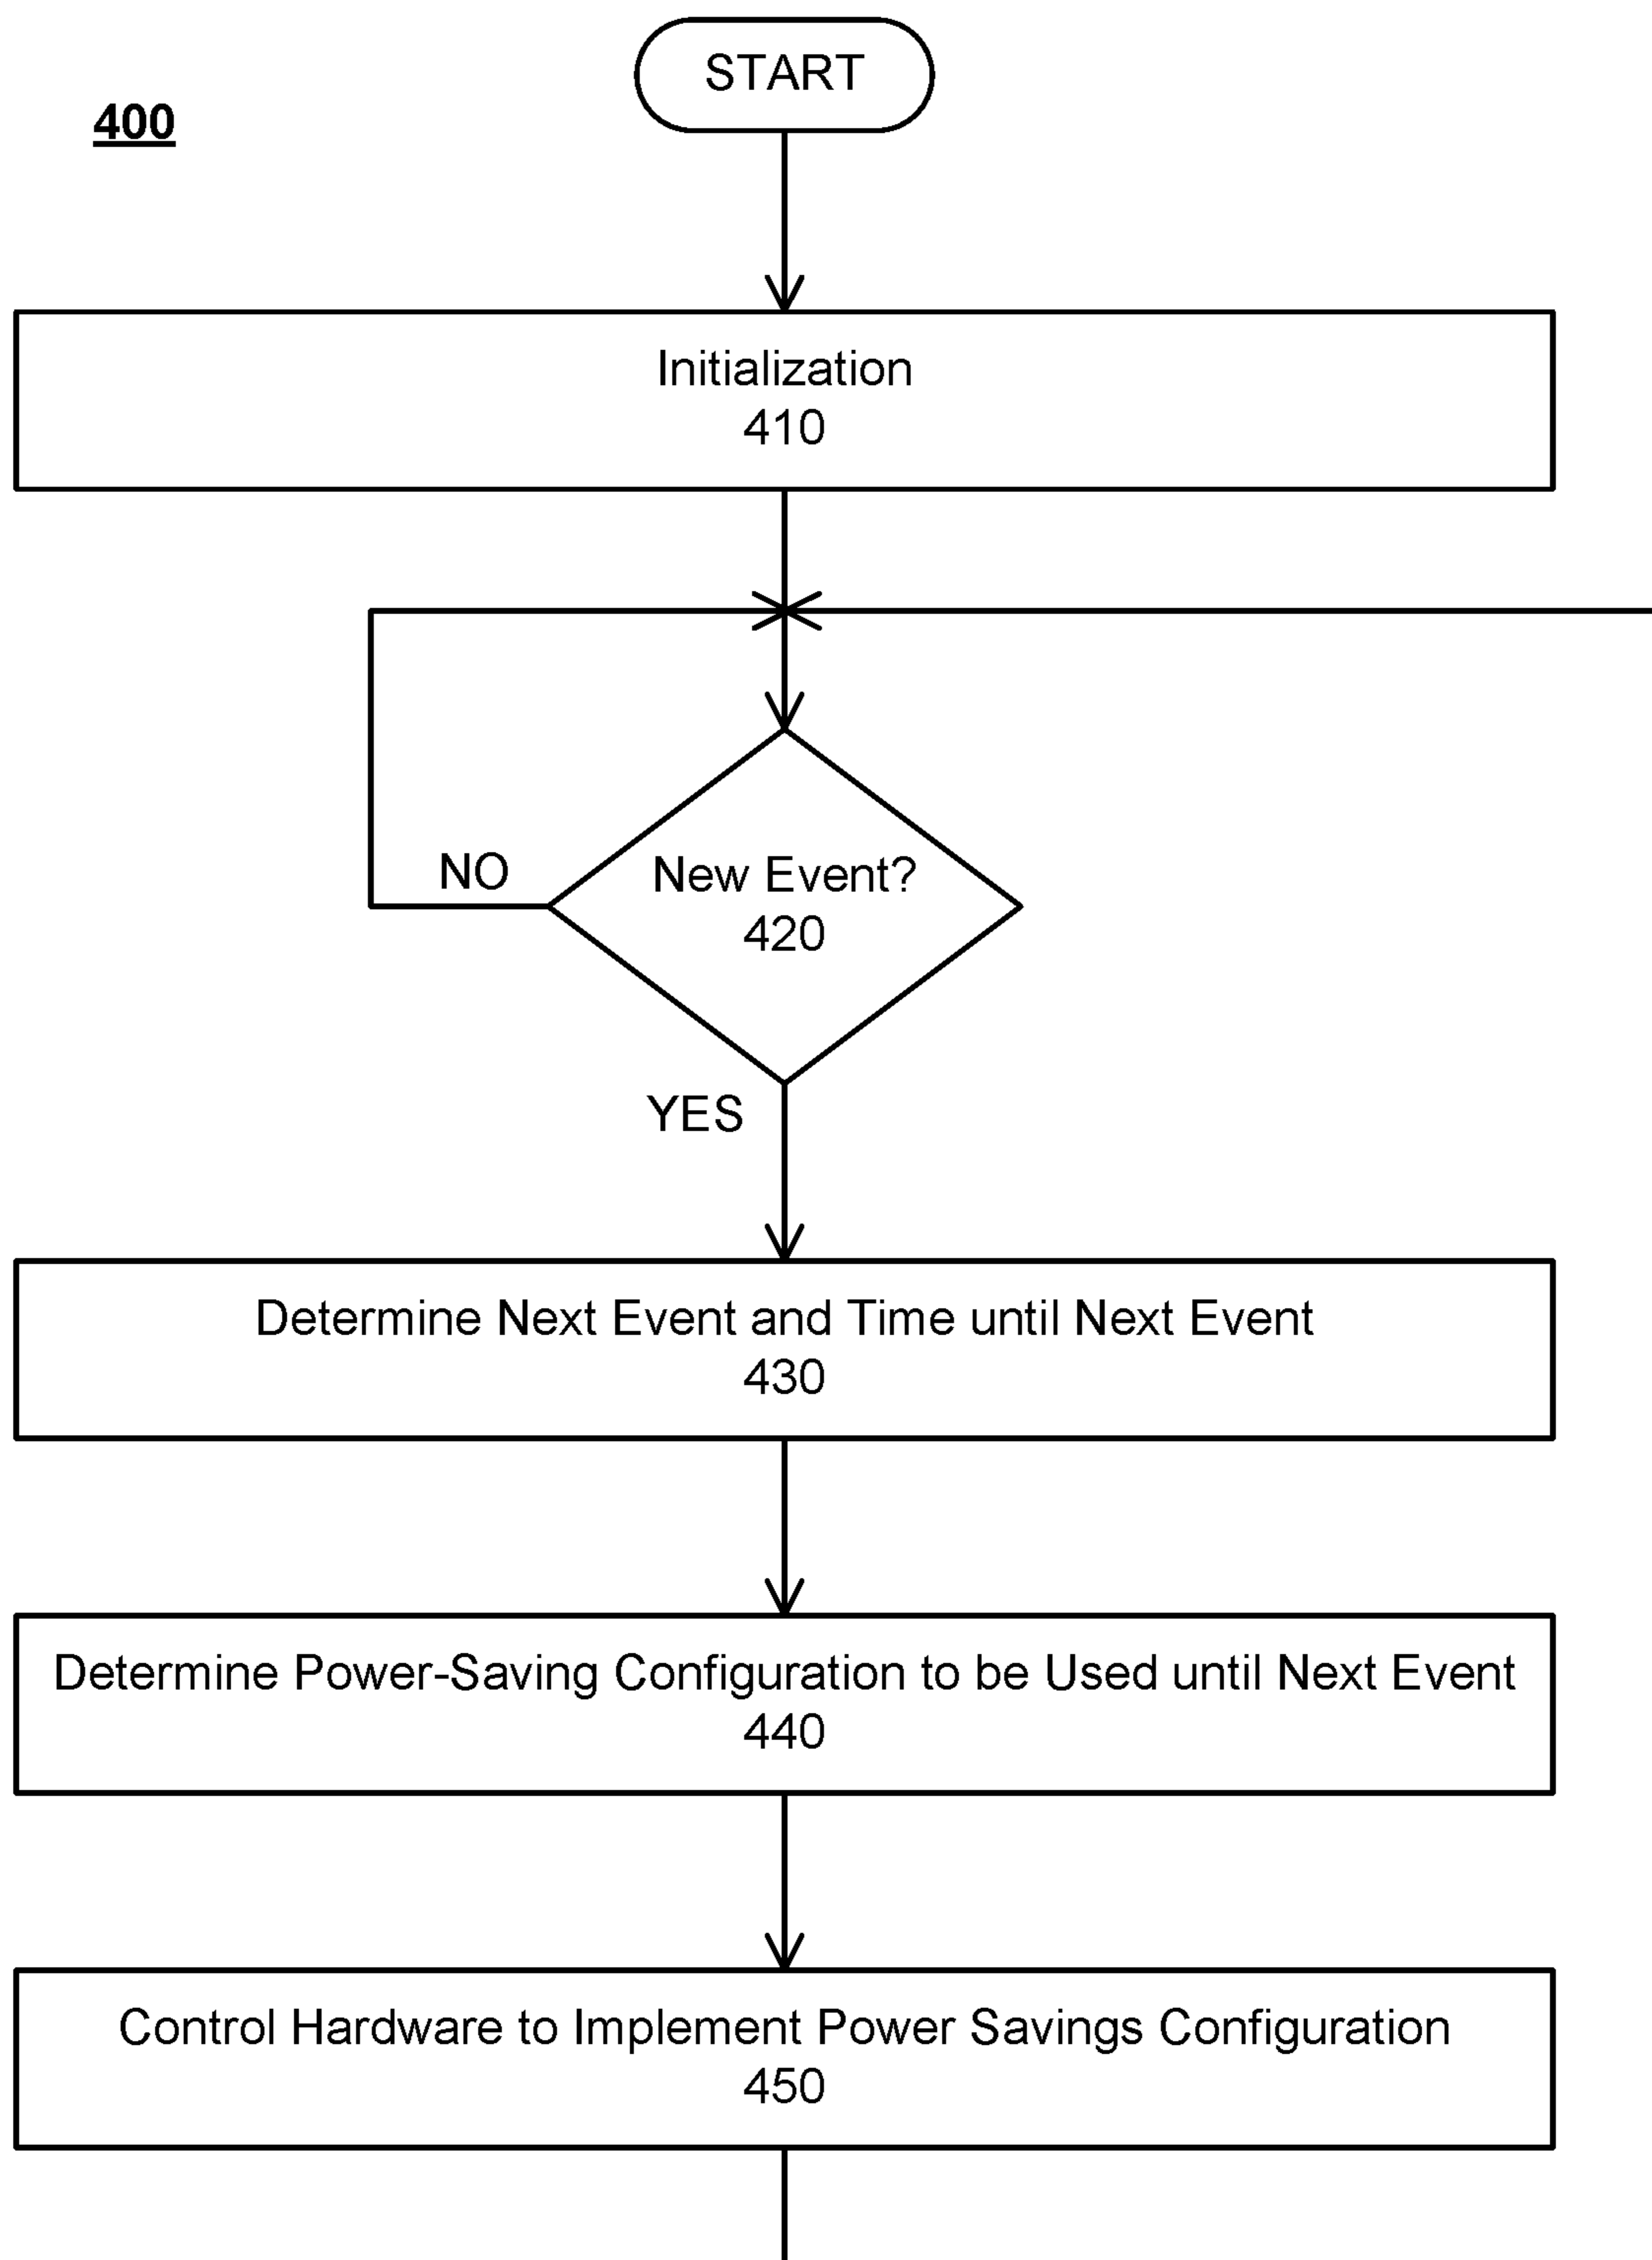 START
400
Initialization
410
NO
New Event?
420
YES
Determine Next Event and Time until Next Event
430
Determine Power-Saving Configuration to be Used until Next Event
440
Control Hardware to Implement Power Savings Configuration
450